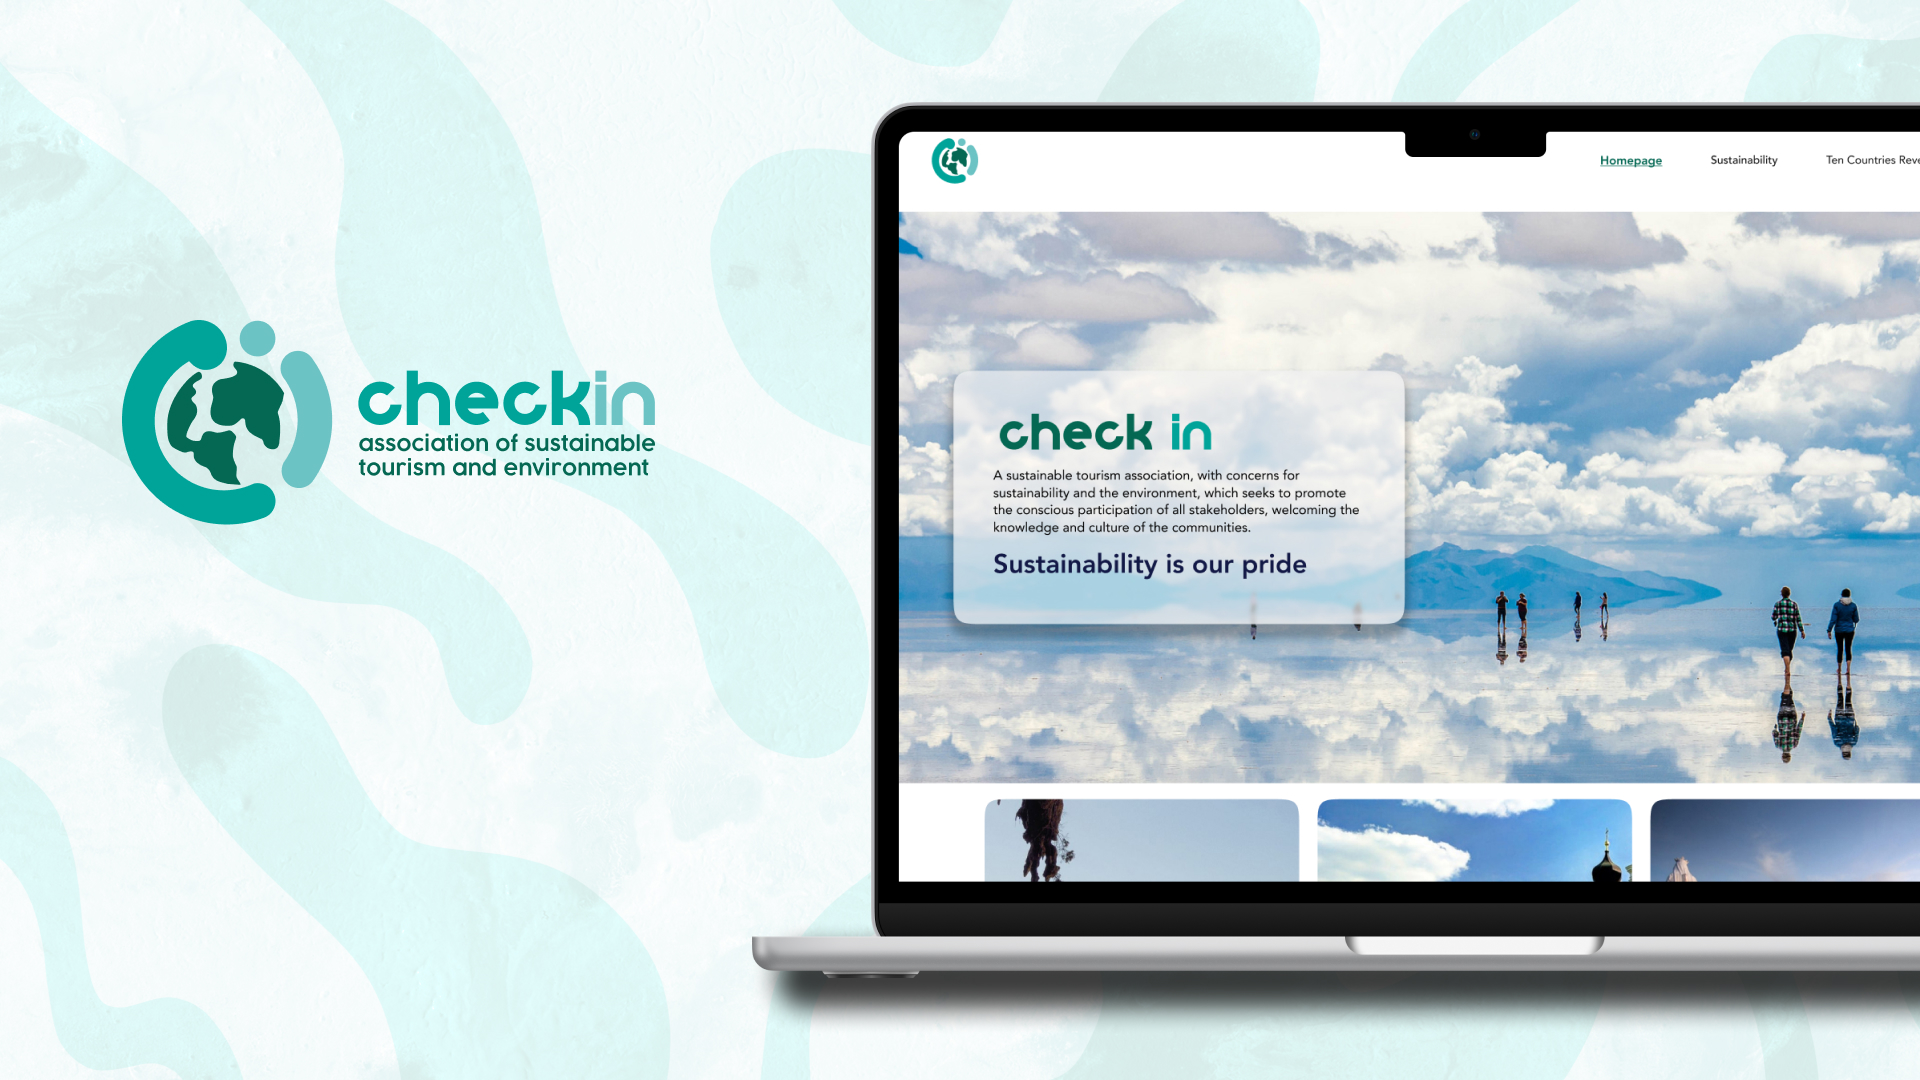 checkin
association of sustainable
tourism and environment
Homepage
Sustainability
Ten Countries
check in
A sustainable tourism association, with concerns for
sustainability and the environment, which seeks to promote
the conscious participation of all stakeholders, welcoming the
knowledge and culture of the communities.
Sustainability is our pride